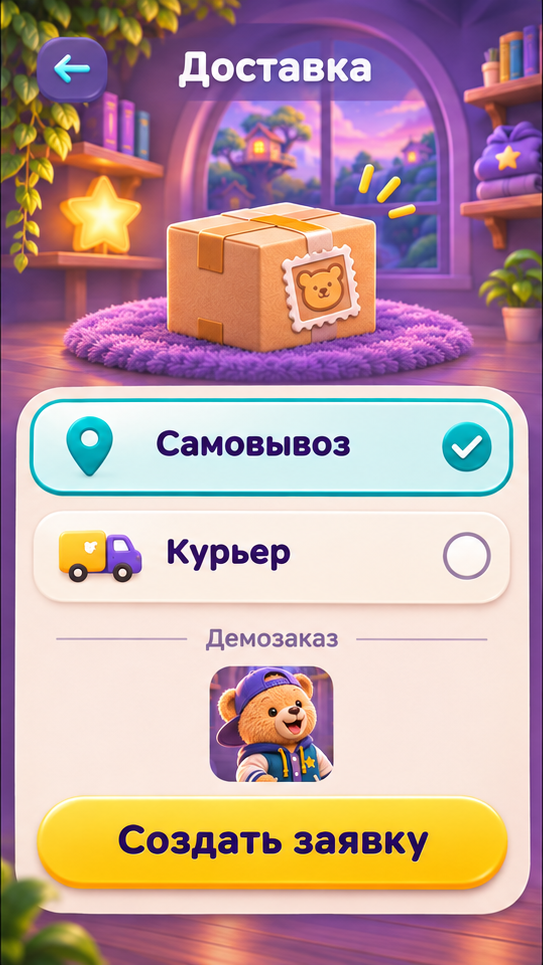 Доставка
Самовывоз
Курьер
Демозаказ
Создать заявку